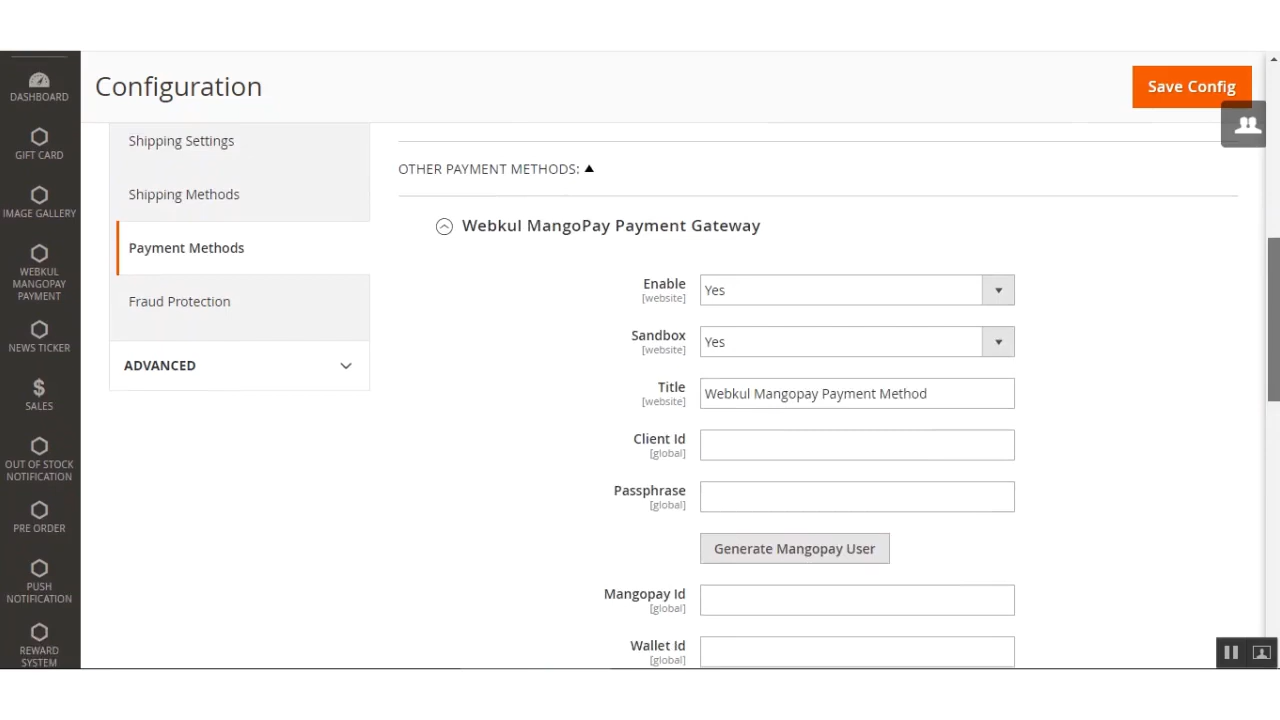 Configuration
Save Config
DASHBOARD
GIFT CARD
IMAGE GALLERY
WEBKUL
MANGOPAY
PAYMENT
NEWS TICKER
$
SALES
OUT OF STOCK
NOTIFICATION
PRE ORDER
PUSH
NOTIFICATION
REWARD
SYSTEM
Shipping Settings
Shipping Methods
Payment Methods
Fraud Protection
ADVANCED
OTHER PAYMENT METHODS:
Webkul MangoPay Payment Gateway
Enable
[website]
Yes
Sandbox
[website]
Yes
Title
[website]
Webkul Mangopay Payment Method
Client Id
[global]
Passphrase
[global]
Generate Mangopay User
Mangopay Id
[global]
Wallet Id
[global]